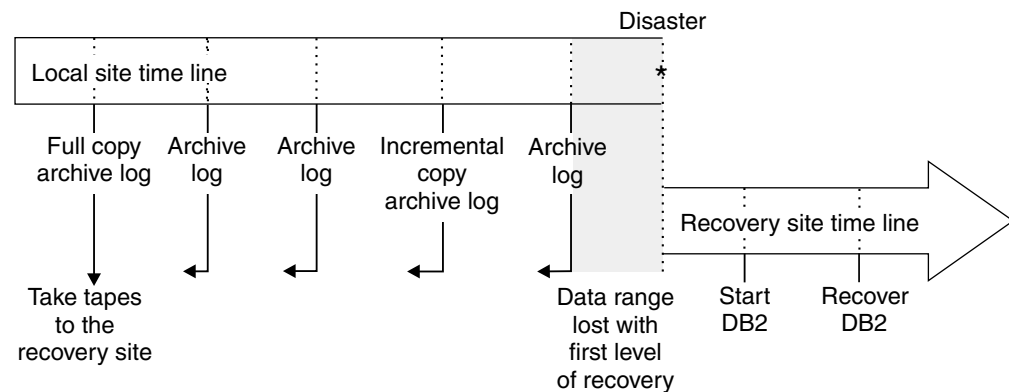 Disaster
Local site time line
*
Full copy
archive log
Archive
log
Archive
log
Incremental
copy
archive log
Archive
log
Recovery site time line
Take tapes
to the
recovery site
Data range
lost with
first level
of recovery
Start
DB2
Recover
DB2